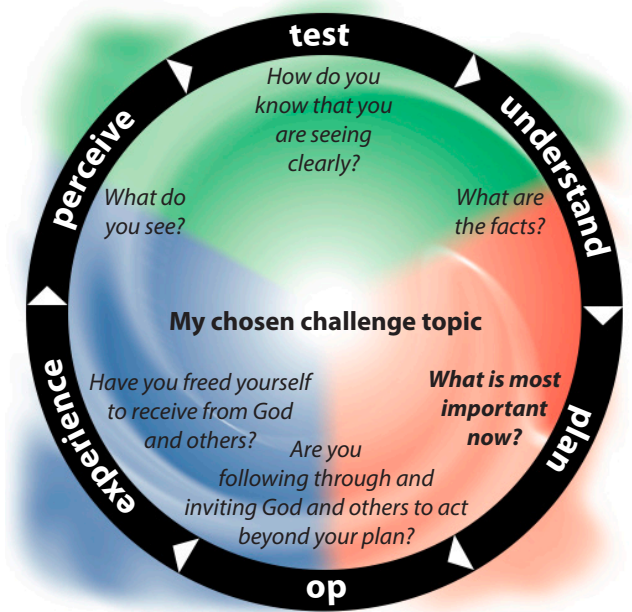 test
How do you
know that you
are seeing
clearly?
understand
What are
the facts?
plan
What is most
important
now?
do
Are you
following through and
inviting God and others to act
beyond your plan?
experience
Have you freed yourself
to receive from God
and others?
perceive
What do
you see?
My chosen challenge topic